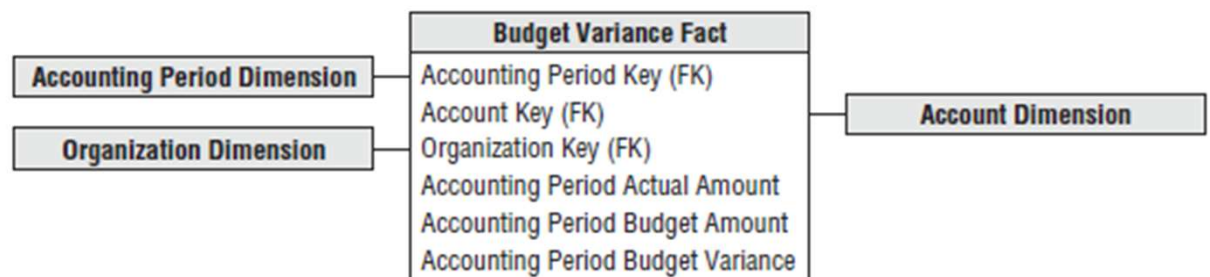 Budget Variance Fact
Accounting Period Dimension
Accounting Period Key (FK)
Account Key (FK)
Account Dimension
Organization Dimension
Organization Key (FK)
Accounting Period Actual Amount
Accounting Period Budget Amount
Accounting Period Budget Variance